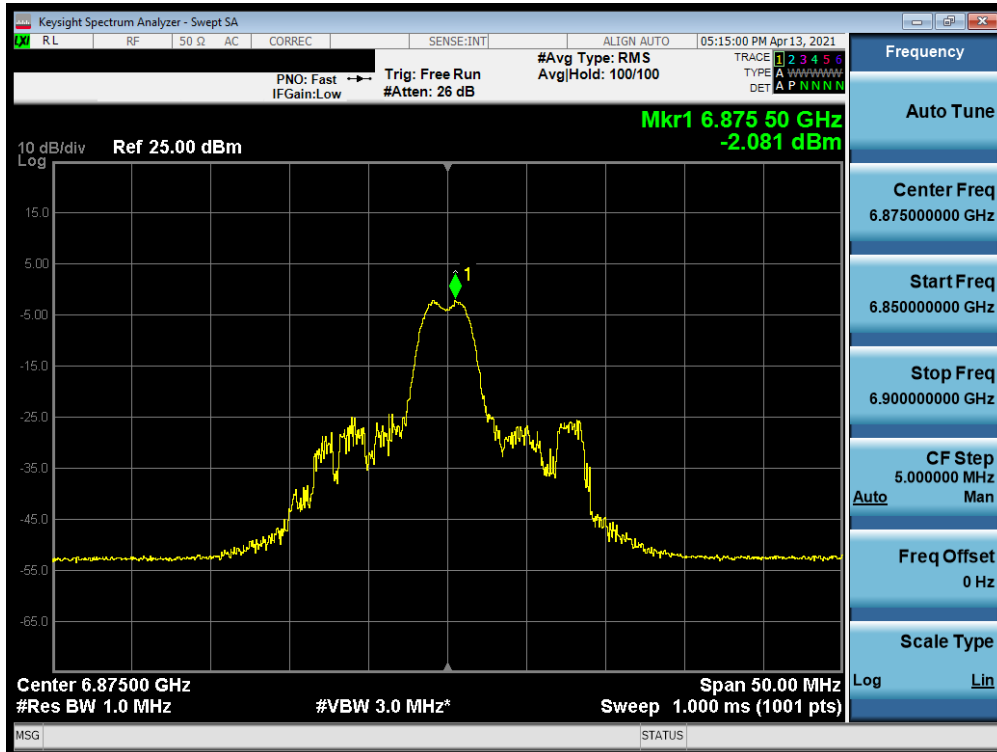 Keysight Spectrum Analyzer - Swept SA
LXI RL RF 50 Ω AC CORREC SENSE:INT ALIGN AUTO 05:15:00 PM Apr 13, 2021
PNO: Fast
IFGain:Low
Trig: Free Run
#Atten: 26 dB
#Avg Type: RMS
Avg|Hold: 100/100
TRACE 1 2 3 4 5 6
TYPE A WWWWW
DET A P N N N N
Mkr1 6.875 50 GHz
-2.081 dBm
10 dB/div Ref 25.00 dBm
Log
15.0
5.00
-5.00
-15.0
-25.0
-35.0
-45.0
-55.0
-65.0
1
Center 6.87500 GHz Span 50.00 MHz
#Res BW 1.0 MHz #VBW 3.0 MHz* Sweep 1.000 ms (1001 pts)
MSG STATUS
Frequency
Auto Tune
Center Freq
6.875000000 GHz
Start Freq
6.850000000 GHz
Stop Freq
6.900000000 GHz
CF Step
5.000000 MHz
Auto Man
Freq Offset
0 Hz
Scale Type
Log Lin